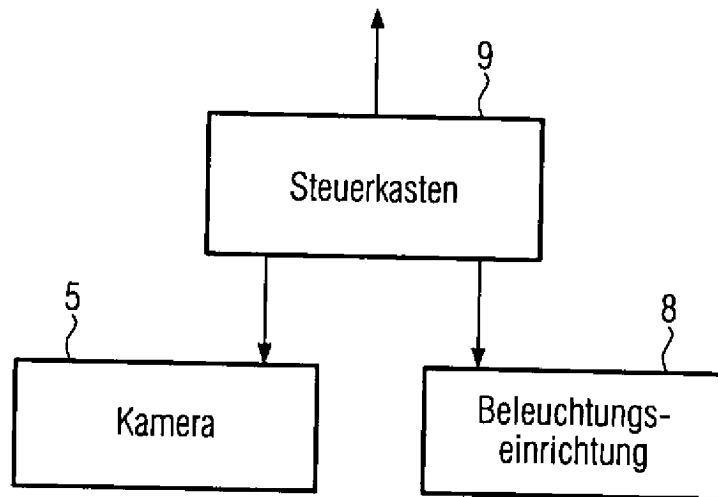 9
Steuerkasten
5
Kamera
8
Beleuchtungs-
einrichtung